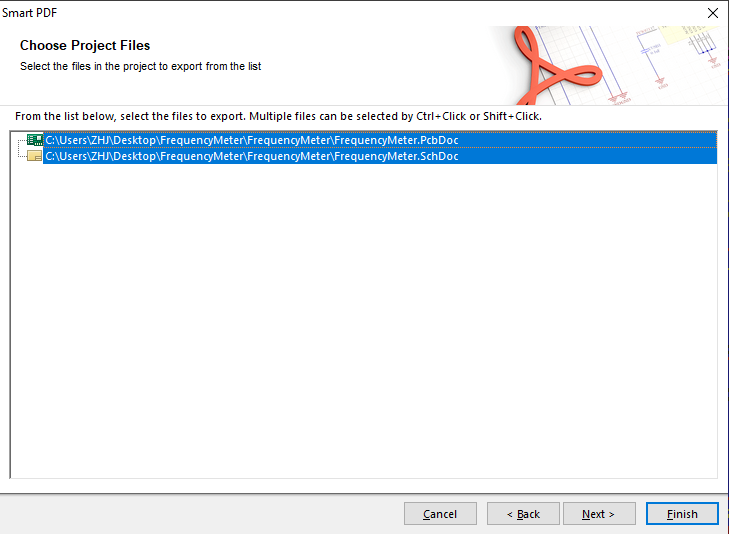 Smart PDF
Choose Project Files
Select the files in the project to export from the list
From the list below, select the files to export. Multiple files can be selected by Ctrl+Click or Shift+Click.
C:\Users\ZHJ\Desktop\FrequencyMeter\FrequencyMeter\FrequencyMeter.PcbDoc
C:\Users\ZHJ\Desktop\FrequencyMeter\FrequencyMeter\FrequencyMeter.SchDoc
Cancel
< Back
Next >
Finish